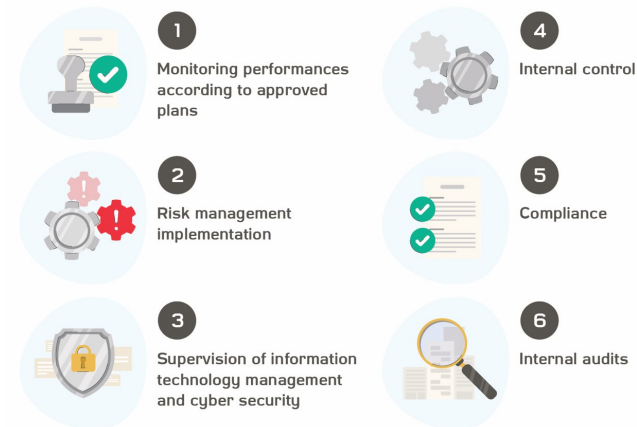 1
Monitoring performances
according to approved
plans
2
Risk management
implementation
3
Supervision of information
technology management
and cyber security
4
Internal control
5
Compliance
6
Internal audits